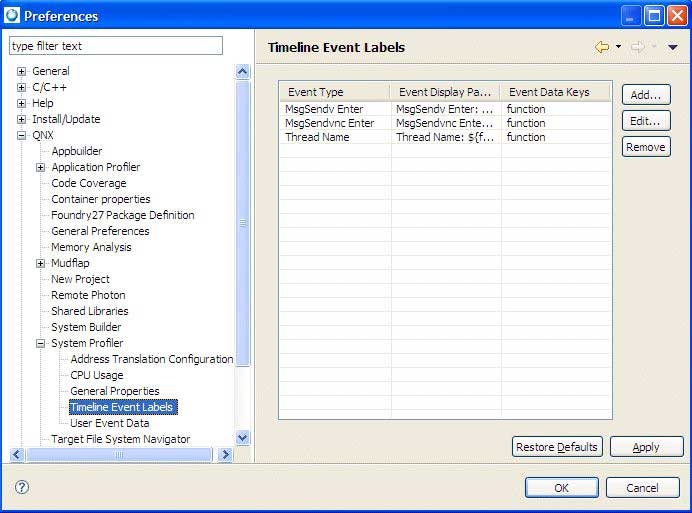 Preferences
type filter text
General
C/C++
Help
Install/Update
QNX
Appbuilder
Application Profiler
Code Coverage
Container properties
Foundry27 Package Definition
General Preferences
Memory Analysis
Mudflap
New Project
Remote Photon
Shared Libraries
System Builder
System Profiler
Address Translation Configuration
CPU Usage
General Properties
Timeline Event Labels
User Event Data
Target File System Navigator
Timeline Event Labels
Event Type Event Display Pa... Event Data Keys
MsgSendv Enter MsgSendv Enter: ... function
MsgSendvnc Enter MsgSendvnc Ente... function
Thread Name Thread Name: ${f... function
Add...
Edit...
Remove
Restore Defaults Apply
OK Cancel